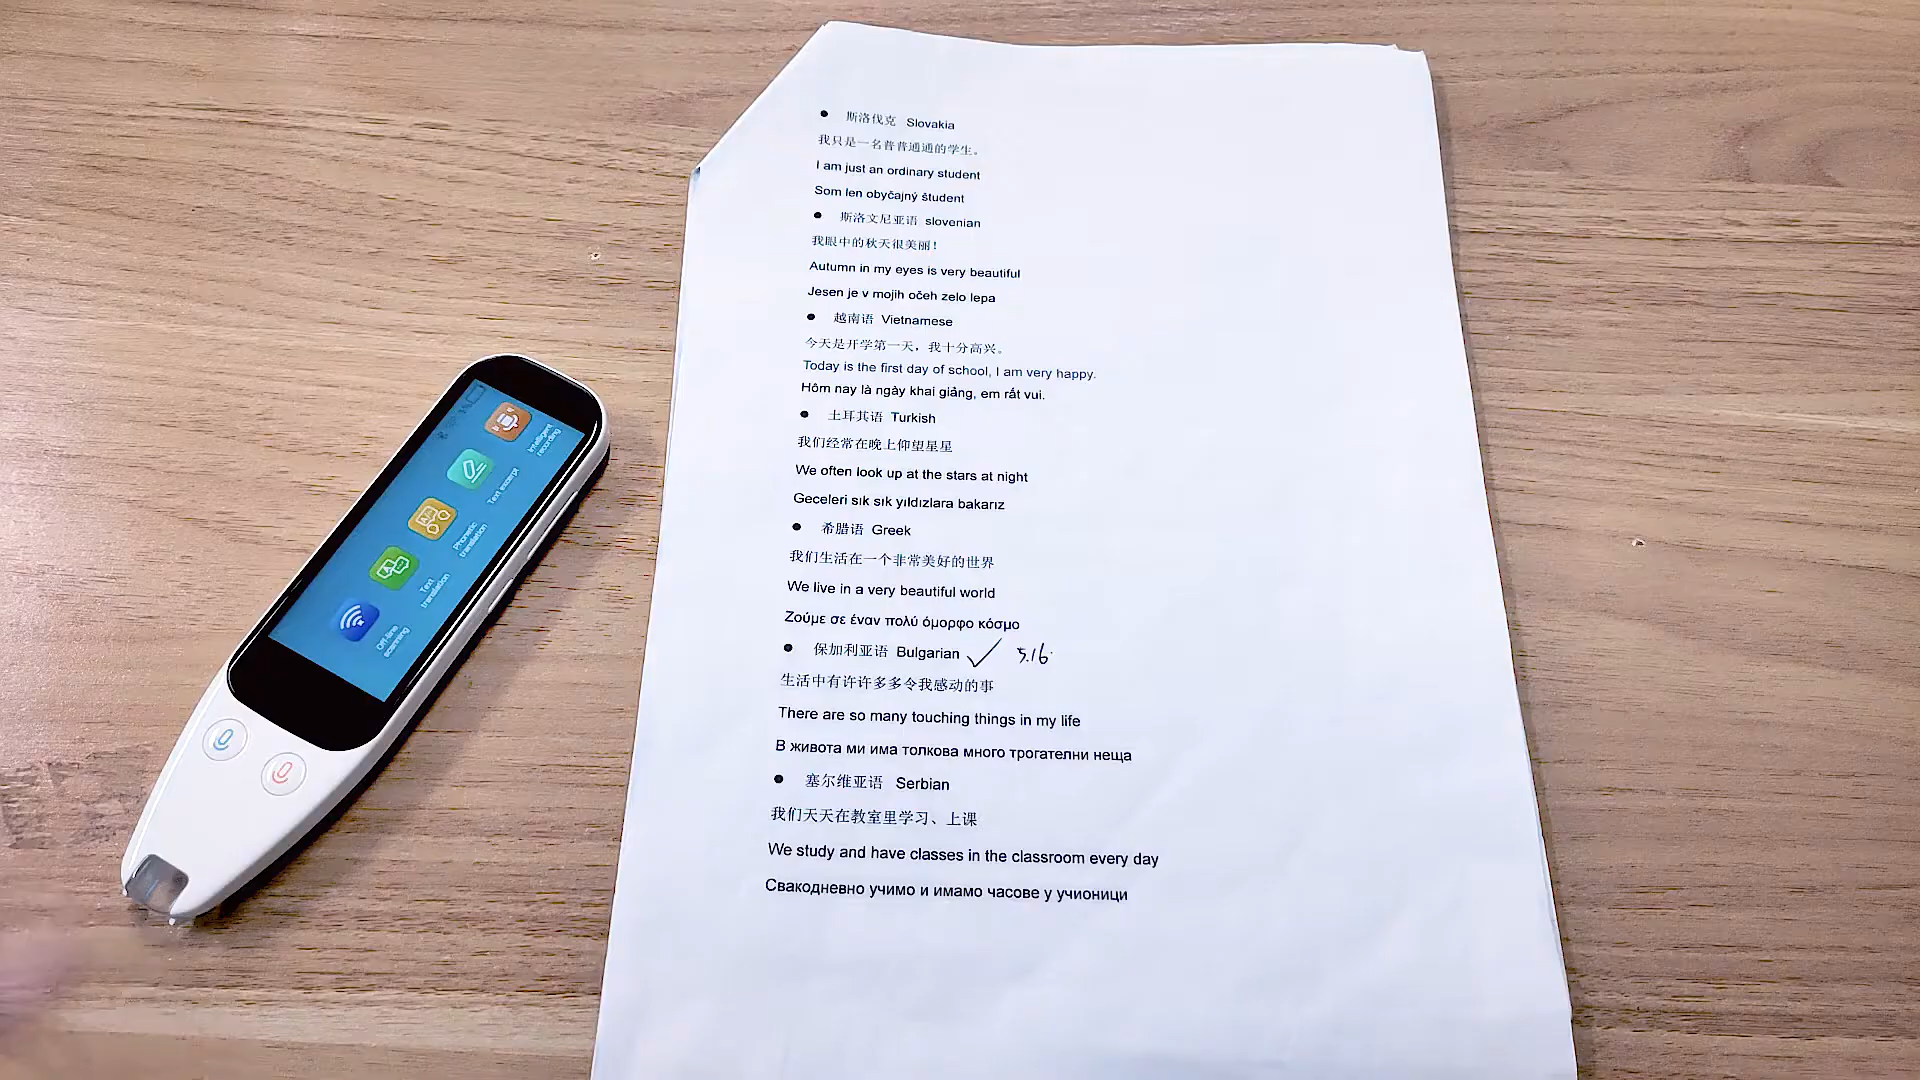 ● 斯洛伐克 Slovakia
我只是一名普普通通的学生。
I am just an ordinary student
Som len obyčajný študent
● 斯洛文尼亚语 slovenian
我眼中的秋天很美丽！
Autumn in my eyes is very beautiful
Jesen je v mojih očeh zelo lepa
● 越南语 Vietnamese
今天是开学第一天，我十分高兴。
Today is the first day of school, I am very happy.
Hôm nay là ngày khai giảng, em rất vui.
● 土耳其语 Turkish
我们经常在晚上仰望星星
We often look up at the stars at night
Geceleri sık sık yıldızlara bakarız
● 希腊语 Greek
我们生活在一个非常美好的世界
We live in a very beautiful world
Ζούμε σε έναν πολύ όμορφο κόσμο
● 保加利亚语 Bulgarian ✓ 5.16
生活中有许许多多令我感动的事
There are so many touching things in my life
В живота ми има толкова много трогателни неща
● 塞尔维亚语 Serbian
我们天天在教室里学习、上课
We study and have classes in the classroom every day
Свакодневно учимо и имамо часове у учионици
Intelligent
recording
Text excerpt
Phonetic
translation
Text
translation
Off-line
scanning